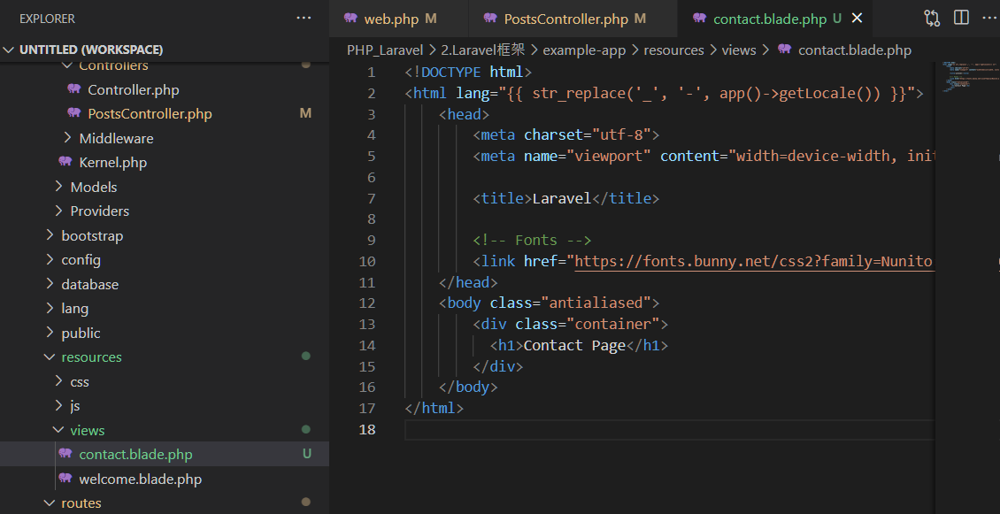 EXPLORER ...
UNTITLED (WORKSPACE)
Controllers
Controller.php
PostsController.php M
Middleware
Kernel.php
Models
Providers
bootstrap
config
database
lang
public
resources
css
js
views
contact.blade.php U
welcome.blade.php
routes
web.php M PostsController.php M contact.blade.php U
PHP_Laravel > 2.Laravel框架 > example-app > resources > views > contact.blade.php
1 <!DOCTYPE html>
2 <html lang="{{ str_replace('_', '-', app()->getLocale()) }}">
3 <head>
4 <meta charset="utf-8">
5 <meta name="viewport" content="width=device-width, init
6
7 <title>Laravel</title>
8
9 <!-- Fonts -->
10 <link href="https://fonts.bunny.net/css2?family=Nunito
11 </head>
12 <body class="antialiased">
13 <div class="container">
14 <h1>Contact Page</h1>
15 </div>
16 </body>
17 </html>
18